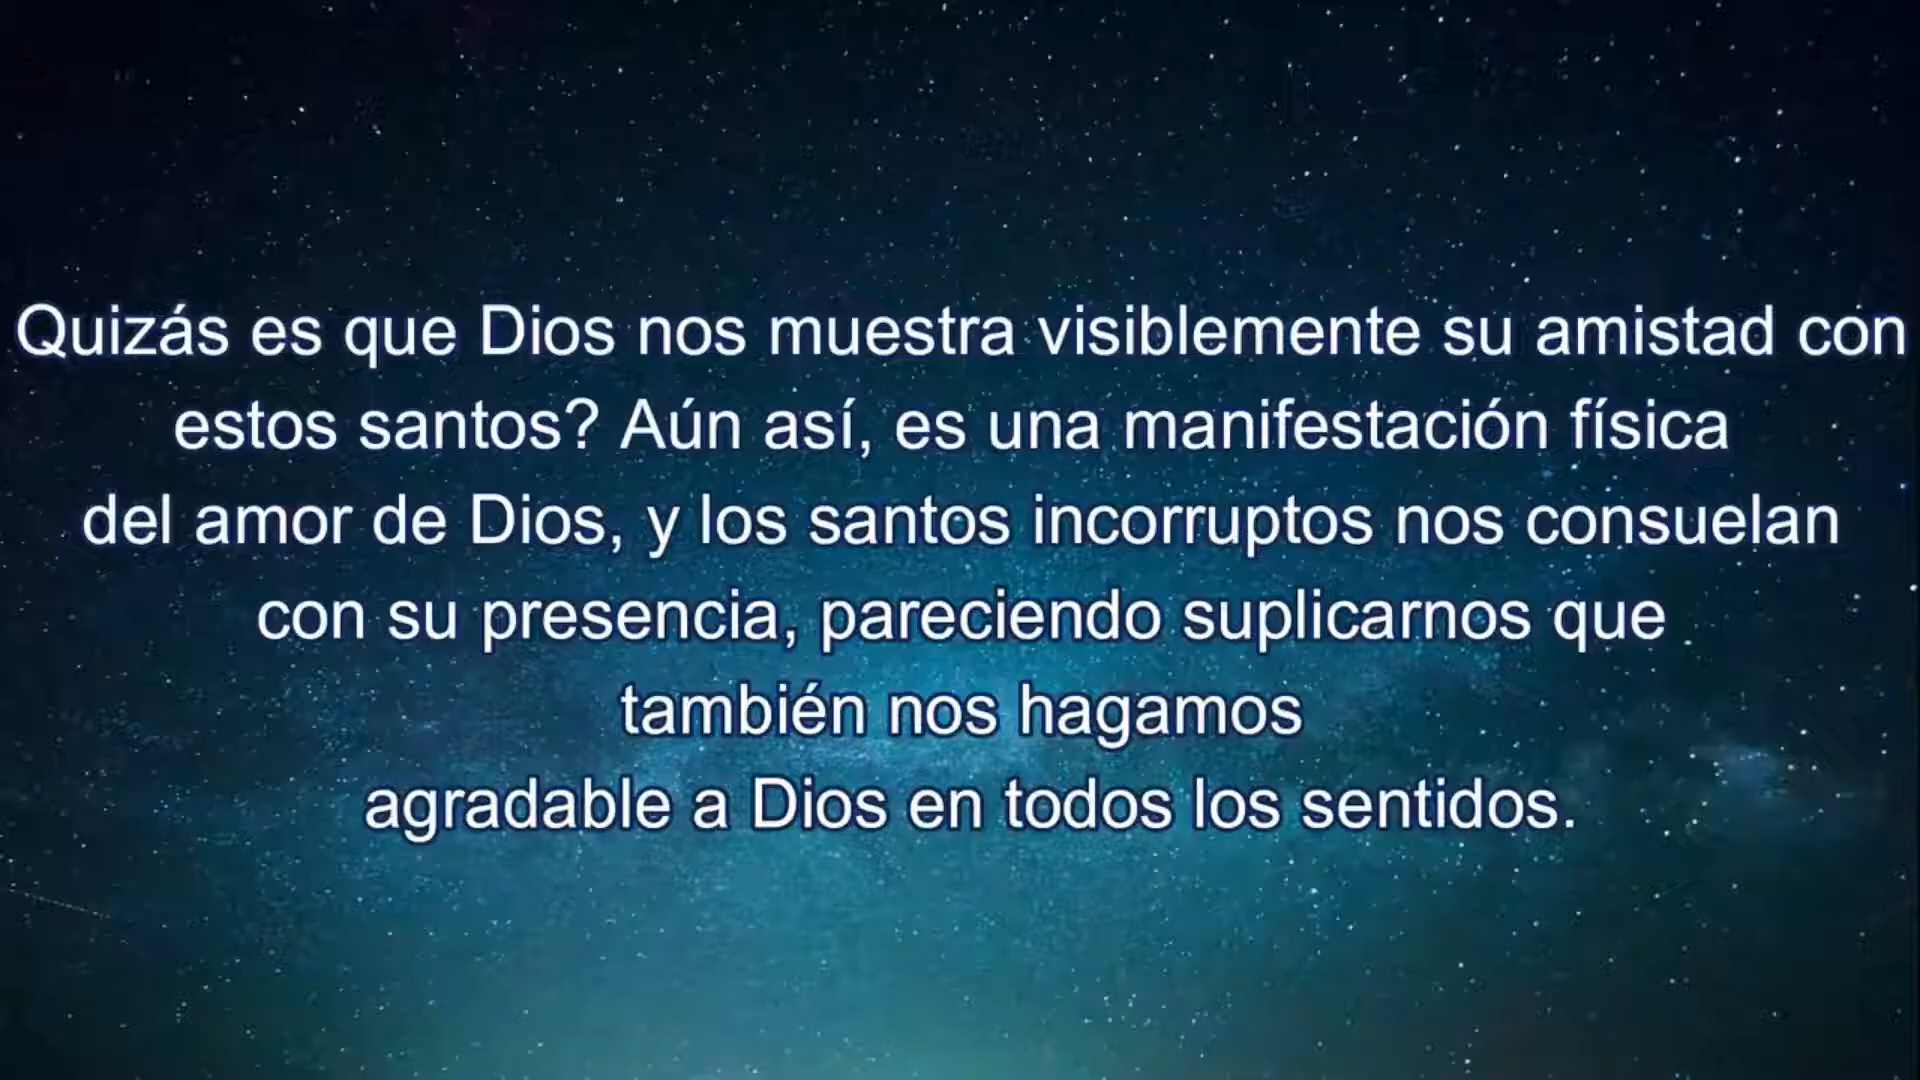 Quizás es que Dios nos muestra visiblemente su amistad con
estos santos? Aún así, es una manifestación física
del amor de Dios, y los santos incorruptos nos consuelan
con su presencia, pareciendo suplicarnos que
también nos hagamos
agradable a Dios en todos los sentidos.